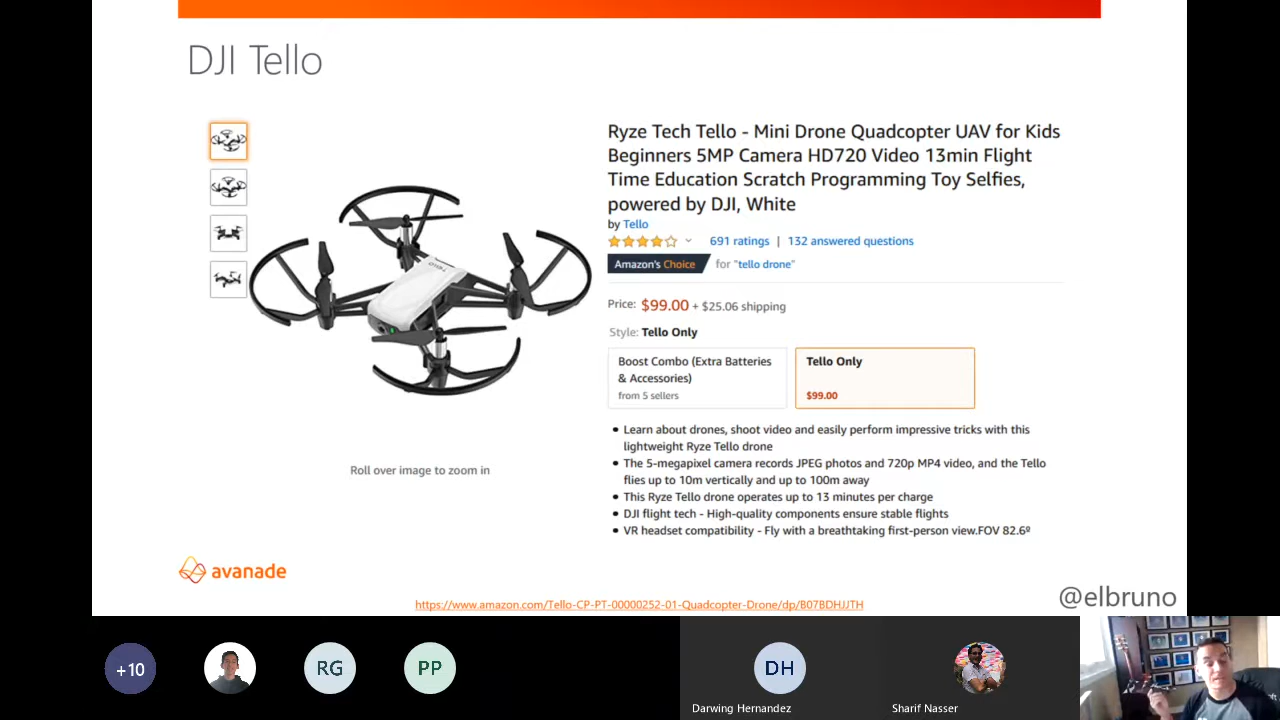 DJI Tello
Ryze Tech Tello - Mini Drone Quadcopter UAV for Kids
Beginners 5MP Camera HD720 Video 13min Flight
Time Education Scratch Programming Toy Selfies,
powered by DJI, White
by Tello
691 ratings | 132 answered questions
Amazon's Choice for "tello drone"
Price: $99.00 + $25.06 shipping
Style: Tello Only
Boost Combo (Extra Batteries
& Accessories)
from 5 sellers
Tello Only
$99.00
• Learn about drones, shoot video and easily perform impressive tricks with this
lightweight Ryze Tello drone
• The 5-megapixel camera records JPEG photos and 720p MP4 video, and the Tello
flies up to 10m vertically and up to 100m away
• This Ryze Tello drone operates up to 13 minutes per charge
• DJI flight tech - High-quality components ensure stable flights
• VR headset compatibility - Fly with a breathtaking first-person view.FOV 82.6º
TELLO
Roll over image to zoom in
avanade
https://www.amazon.com/Tello-CP-PT-00000252-01-Quadcopter-Drone/dp/B07BDHJJTH
@elbruno
+10
RG
PP
DH
Darwing Hernandez
Sharif Nasser